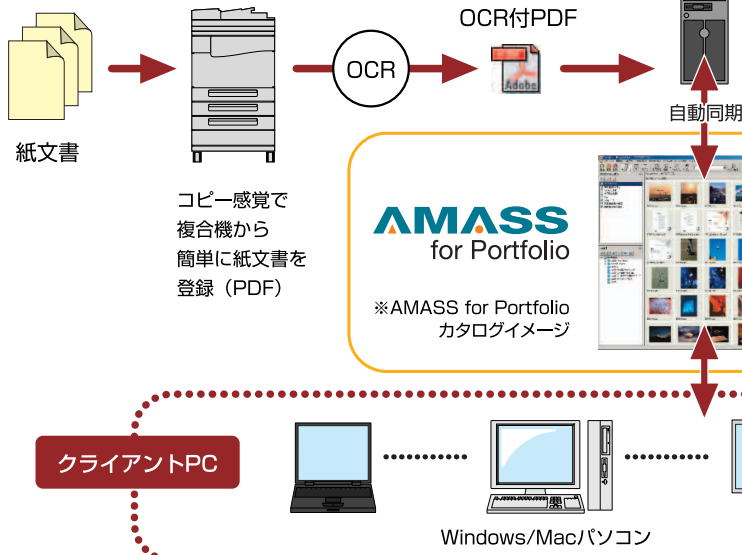 OCR付PDF
OCR
Adobe
自動同期
紙文書
コピー感覚で
複合機から
簡単に紙文書を
登録（PDF）
AMASS
for Portfolio
※AMASS for Portfolio
カタログイメージ
クライアントPC
Windows/Macパソコン